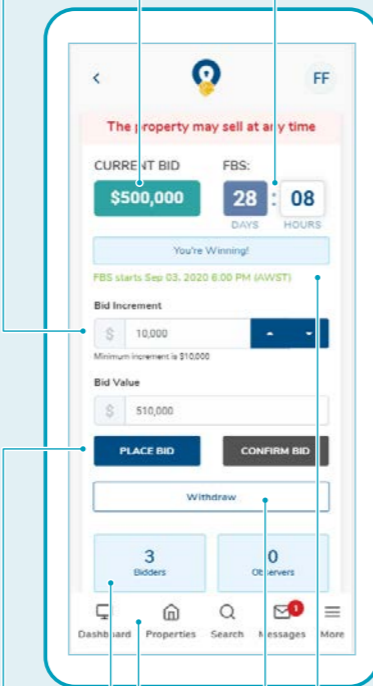 FF
The property may sell at any time
CURRENT BID FBS:
$500,000 28 : 08
DAYS HOURS
You're Winning!
FBS starts Sep 03, 2020 6:00 PM (AWST)
Bid Increment
$ 10,000
Minimum increment is $10,000
Bid Value
$ 510,000
PLACE BID CONFIRM BID
Withdraw
3 0
Bidders Observers
1
Dashboard Properties Search Messages More